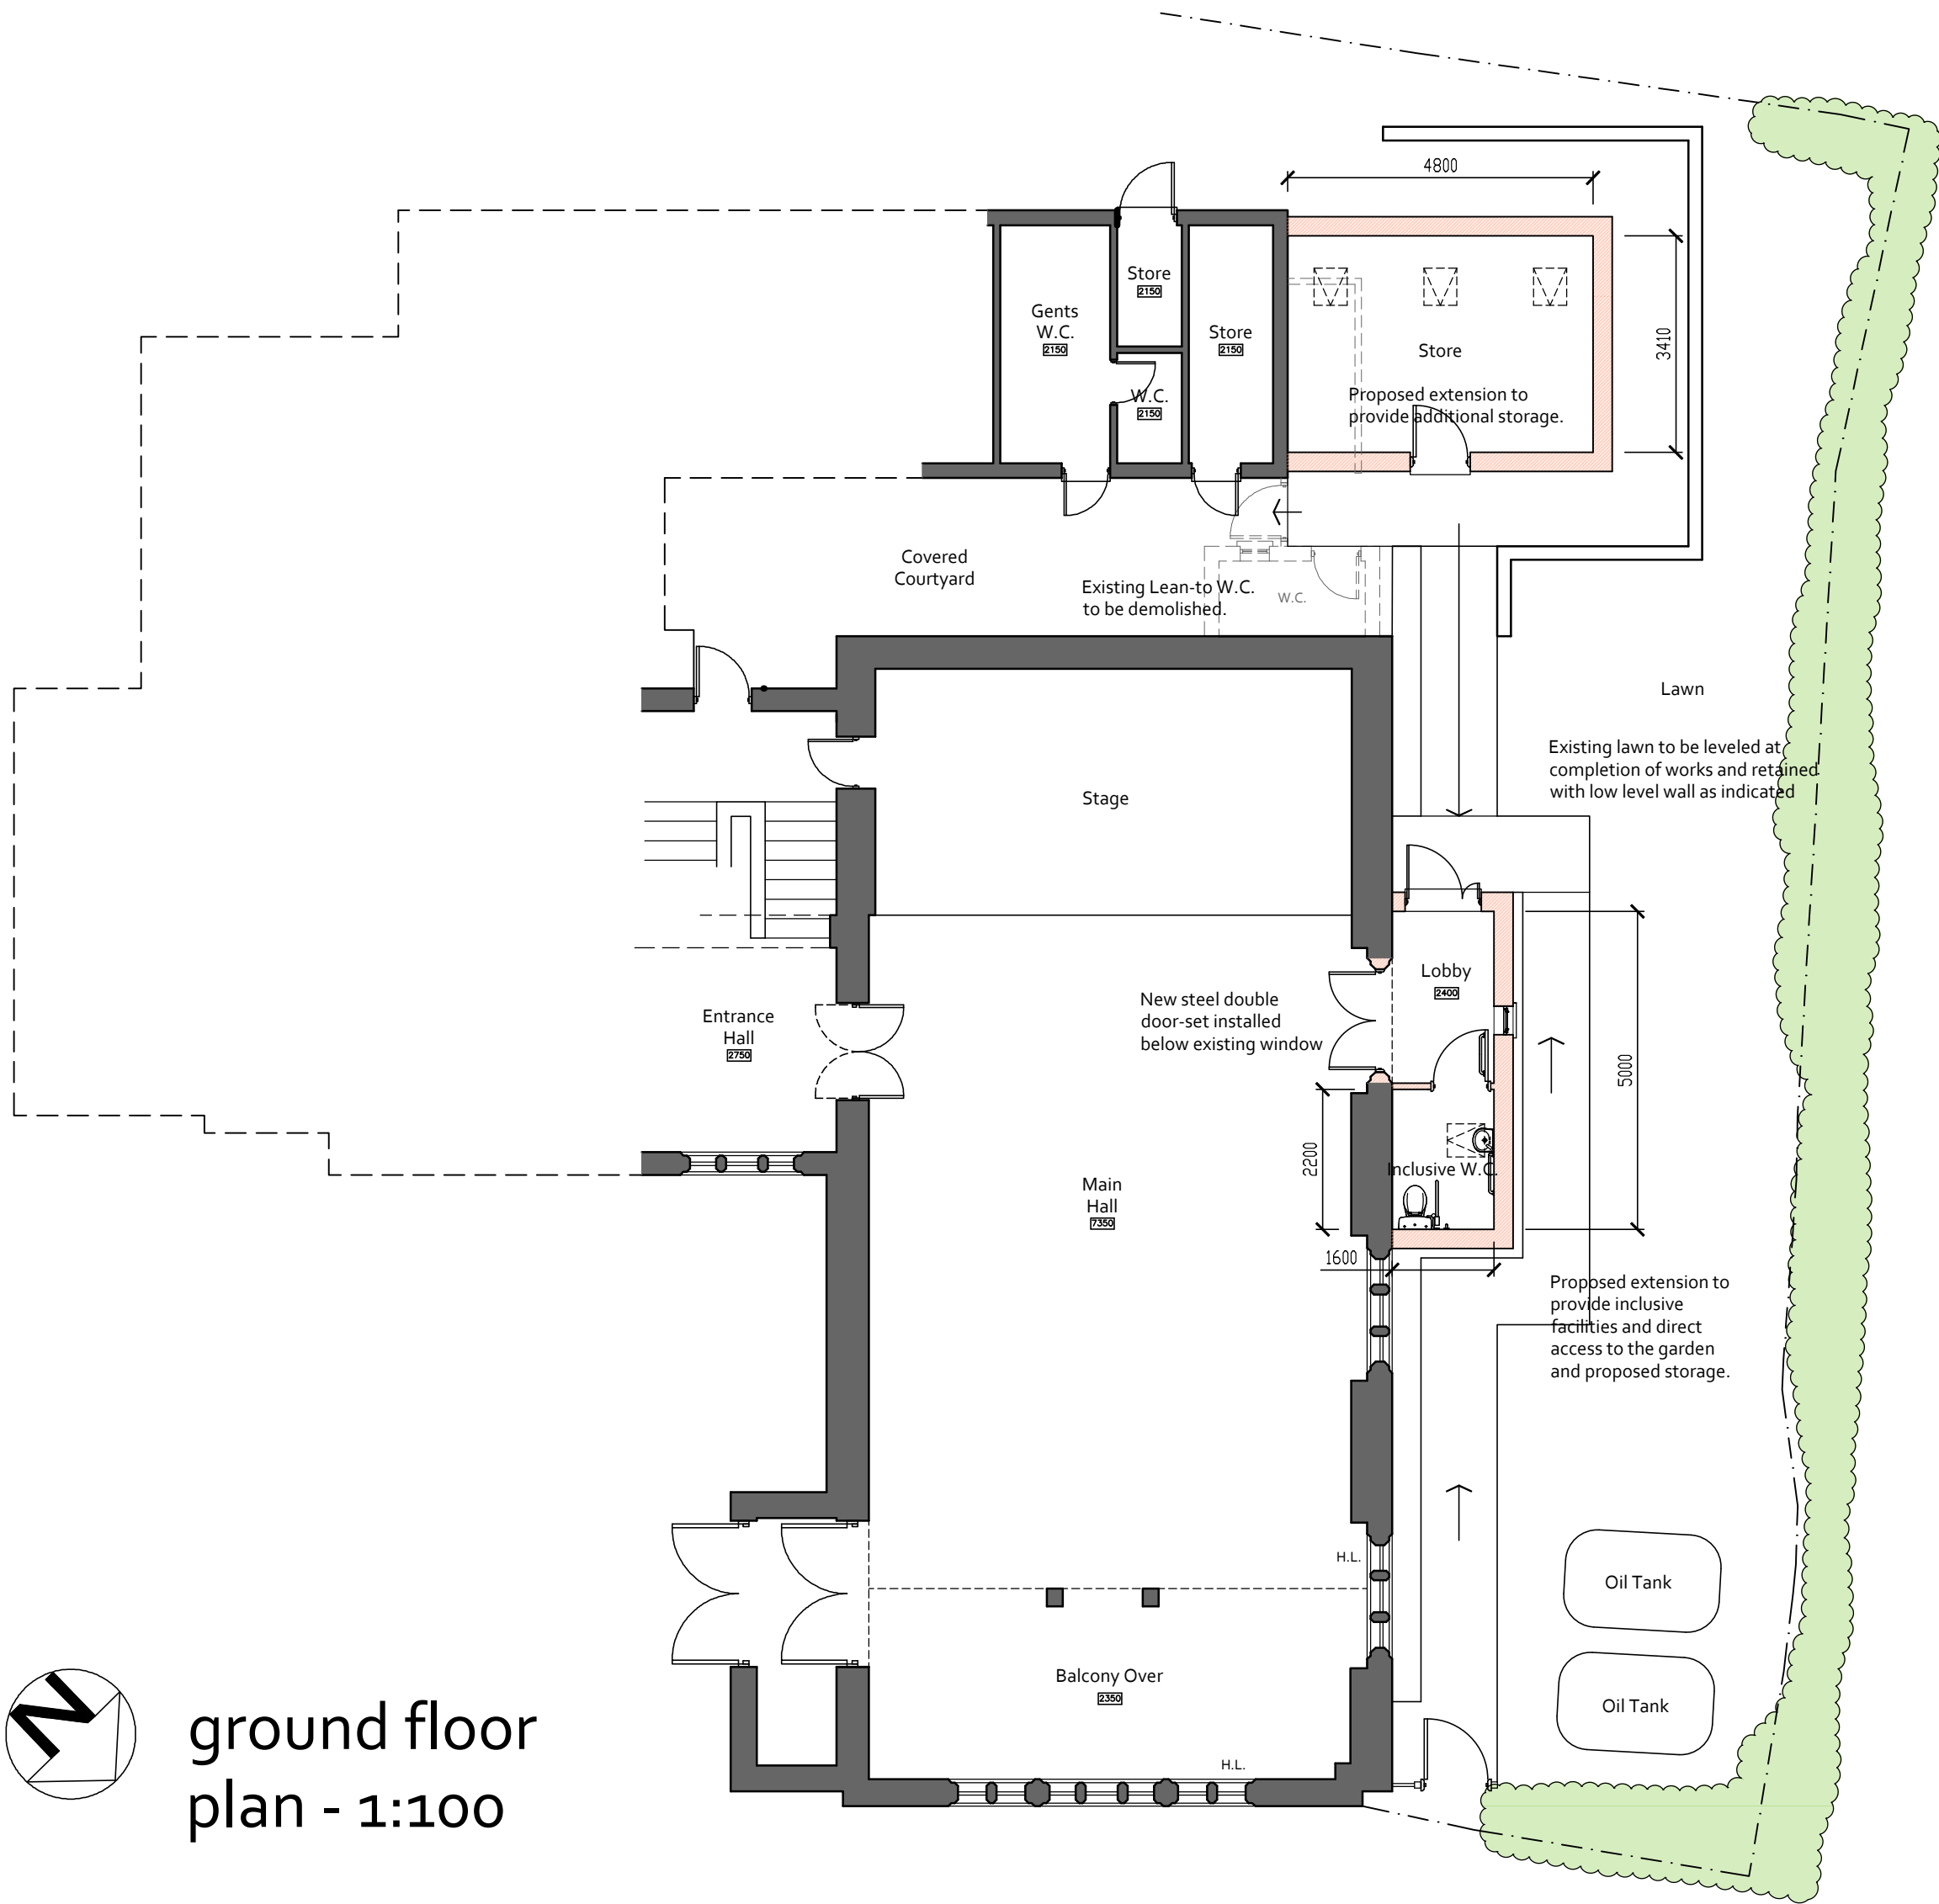 4800
3410
Store
2150
Gents
W.C.
2150
Store
2150
Store
W.C.
2150
Proposed extension to
provide additional storage.
Covered
Courtyard
Existing Lean-to W.C.
to be demolished.
W.C.
Lawn
Existing lawn to be leveled at
completion of works and retained
with low level wall as indicated
Stage
Lobby
2400
New steel double
door-set installed
below existing window
Entrance
Hall
2750
5000
2200
Inclusive W.C.
Main
Hall
7350
1600
Proposed extension to
provide inclusive
facilities and direct
access to the garden
and proposed storage.
H.L.
Oil Tank
Balcony Over
2350
Oil Tank
H.L.
N
ground floor
plan - 1:100